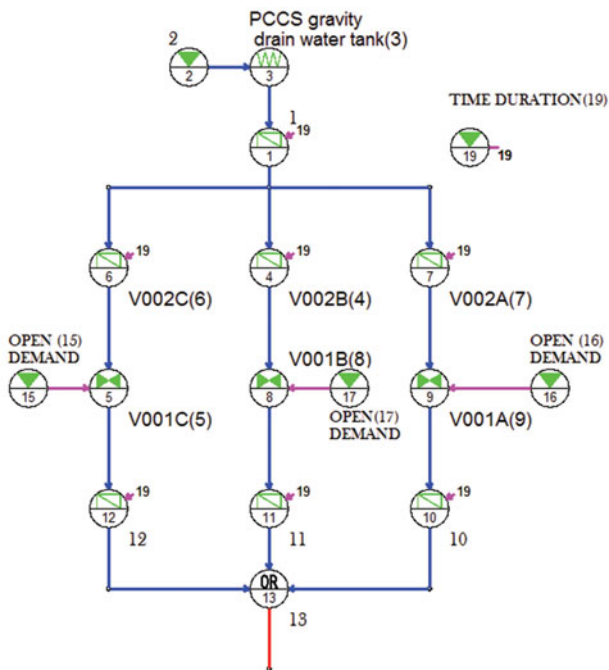 PCCS gravity
drain water tank(3)
2
2
3
TIME DURATION(19)
1
19
1
19
19
19
19
19
6
4
7
V002C(6)
V002B(4)
V002A(7)
OPEN (15)
DEMAND
V001B(8)
OPEN (16)
DEMAND
15
5
8
17
9
16
V001C(5)
OPEN(17)
DEMAND
V001A(9)
19
19
19
12
11
10
12
11
10
OR
13
13